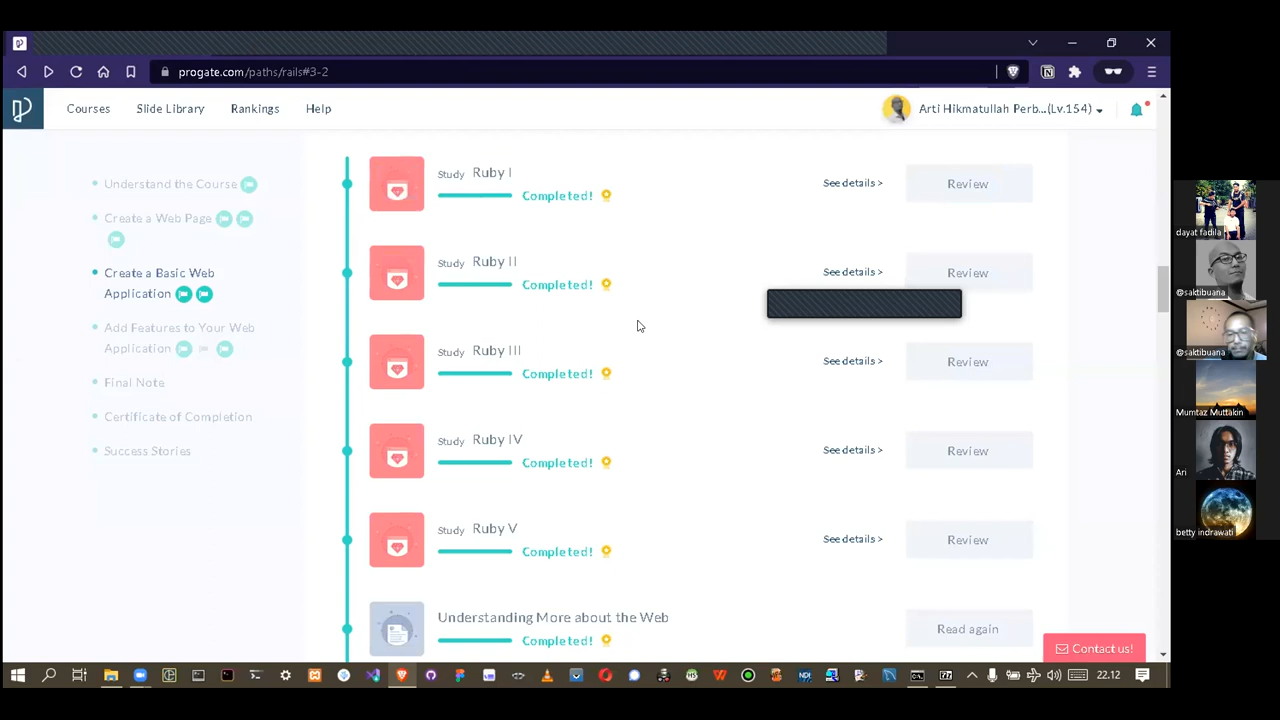 progate.com/paths/rails#3-2
Courses
Slide Library
Rankings
Help
Arti Hikmatullah Perb...(Lv.154)
Understand the Course
Create a Web Page
Create a Basic Web
Application
Add Features to Your Web
Application
Final Note
Certificate of Completion
Success Stories
Study Ruby I
Completed!
See details >
Review
Study Ruby II
Completed!
See details >
Review
Study Ruby III
Completed!
See details >
Review
Study Ruby IV
Completed!
See details >
Review
Study Ruby V
Completed!
See details >
Review
Understanding More about the Web
Completed!
Read again
Contact us!
dayat fadila
@saktibuana
@saktibuana
Mumtaz Muttakin
Ari
betty indrawati
22.12